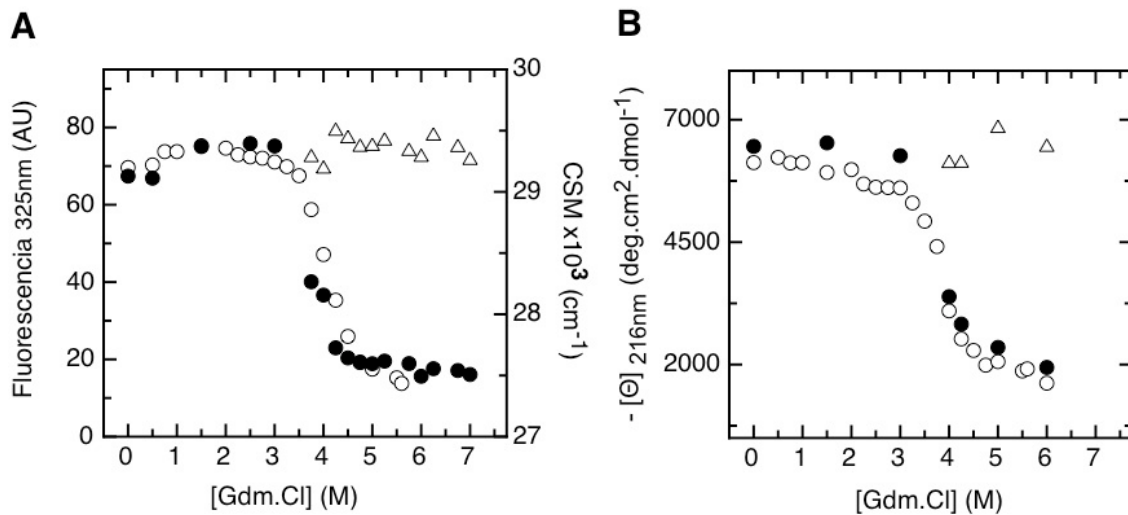 A
B
Fluorescencia 325nm (AU)
80
60
40
20
0
30
29
28
27
CSM x10³ (cm⁻¹)
0 1 2 3 4 5 6 7
[Gdm.Cl] (M)
- [Θ] 216nm (deg.cm².dmol⁻¹)
7000
4500
2000
0 1 2 3 4 5 6 7
[Gdm.Cl] (M)